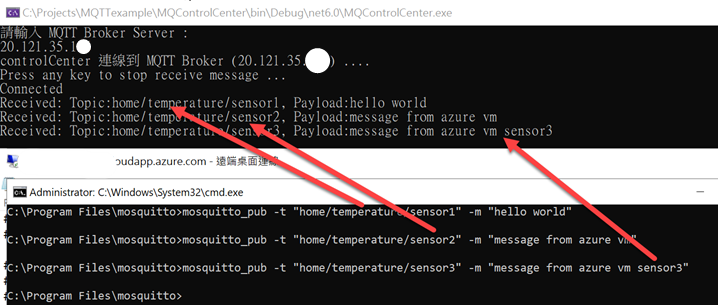 C:\Projects\MQTTexample\MQControlCenter\bin\Debug\net6.0\MQControlCenter.exe
請輸入 MQTT Broker Server :
20.121.35.1
controlCenter 連線到 MQTT Broker (20.121.35. ) ....
Press any key to stop receive message ...
Connected
Received: Topic:home/temperature/sensor1, Payload:hello world
Received: Topic:home/temperature/sensor2, Payload:message from azure vm
Received: Topic:home/temperature/sensor3, Payload:message from azure vm sensor3
oudapp.azure.com - 遠端桌面連線
Administrator: C:\Windows\System32\cmd.exe
C:\Program Files\mosquitto>mosquitto_pub -t "home/temperature/sensor1" -m "hello world"
C:\Program Files\mosquitto>mosquitto_pub -t "home/temperature/sensor2" -m "message from azure vm"
C:\Program Files\mosquitto>mosquitto_pub -t "home/temperature/sensor3" -m "message from azure vm sensor3"
C:\Program Files\mosquitto>